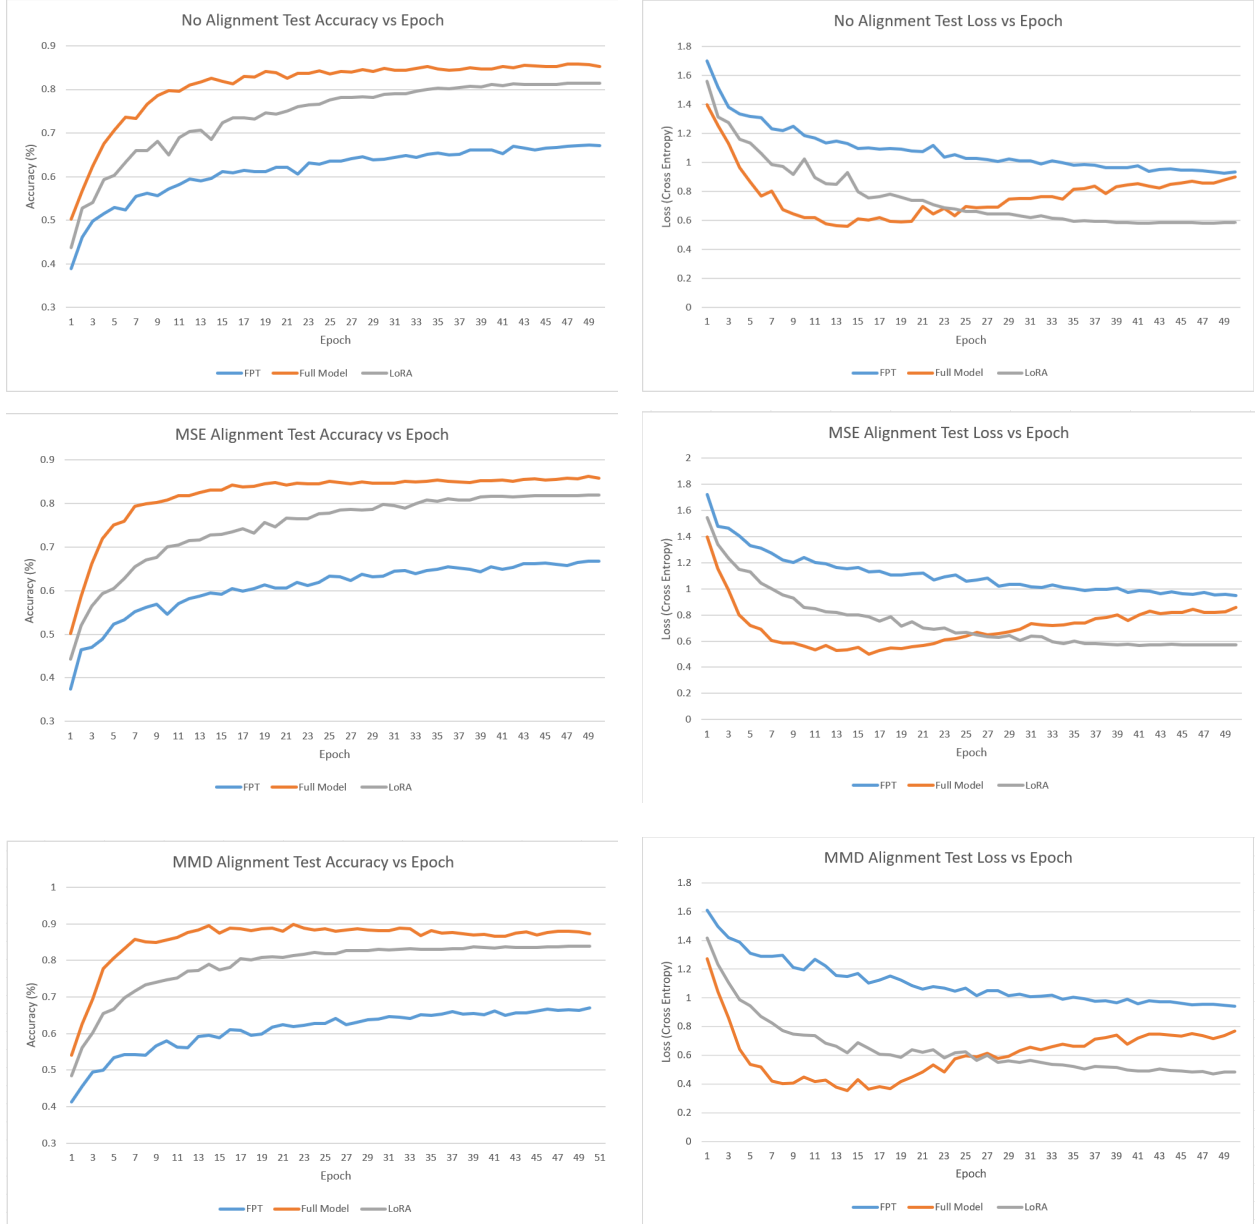 No Alignment Test Accuracy vs Epoch
0.9
0.8
0.7
0.6
0.5
0.4
0.3
Accuracy (%)
1 3 5 7 9 11 13 15 17 19 21 23 25 27 29 31 33 35 37 39 41 43 45 47 49
Epoch
FPT Full Model LoRA
No Alignment Test Loss vs Epoch
1.8
1.6
1.4
1.2
1
0.8
0.6
0.4
0.2
0
Loss (Cross Entropy)
1 3 5 7 9 11 13 15 17 19 21 23 25 27 29 31 33 35 37 39 41 43 45 47 49
Epoch
FPT Full Model LoRA
MSE Alignment Test Accuracy vs Epoch
0.9
0.8
0.7
0.6
0.5
0.4
0.3
Accuracy (%)
1 3 5 7 9 11 13 15 17 19 21 23 25 27 29 31 33 35 37 39 41 43 45 47 49
Epoch
FPT Full Model LoRA
MSE Alignment Test Loss vs Epoch
2
1.8
1.6
1.4
1.2
1
0.8
0.6
0.4
0.2
0
Loss (Cross Entropy)
1 3 5 7 9 11 13 15 17 19 21 23 25 27 29 31 33 35 37 39 41 43 45 47 49
Epoch
FPT Full Model LoRA
MMD Alignment Test Accuracy vs Epoch
1
0.9
0.8
0.7
0.6
0.5
0.4
0.3
Accuracy (%)
1 3 5 7 9 11 13 15 17 19 21 23 25 27 29 31 33 35 37 39 41 43 45 47 49 51
Epoch
FPT Full Model LoRA
MMD Alignment Test Loss vs Epoch
1.8
1.6
1.4
1.2
1
0.8
0.6
0.4
0.2
0
Loss (Cross Entropy)
1 3 5 7 9 11 13 15 17 19 21 23 25 27 29 31 33 35 37 39 41 43 45 47 49
Epoch
FPT Full Model LoRA